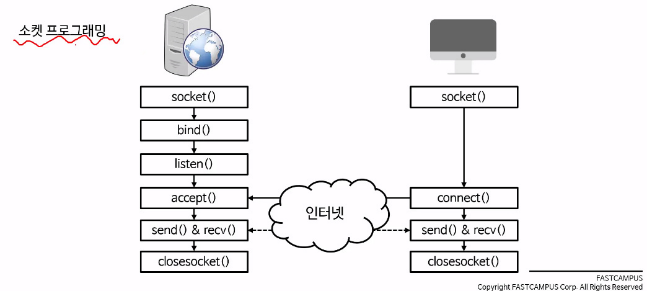 소켓 프로그래밍
socket()
bind()
listen()
accept()
send() & recv()
closesocket()
인터넷
socket()
connect()
send() & recv()
closesocket()
FASTCAMPUS
Copyright FASTCAMPUS Corp. All Rights Reserved